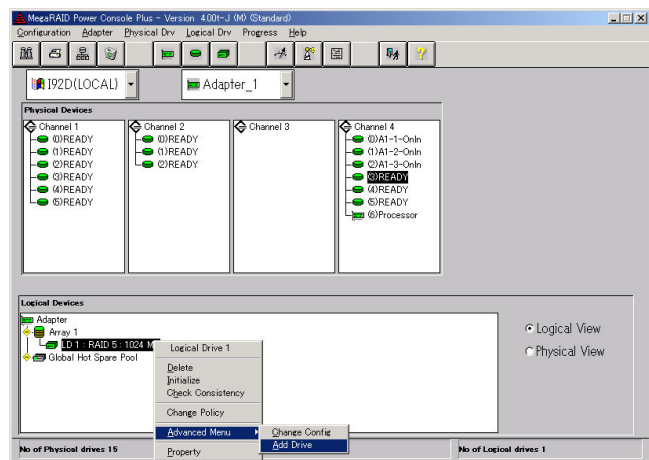 MegaRAID Power Console Plus - Version 4.00t-J (M) (Standard)
Configuration Adapter Physical Drv Logical Drv Progress Help
I92D(LOCAL) Adapter_1
Physical Devices
Channel 1
(0)READY
(1)READY
(2)READY
(3)READY
(4)READY
(5)READY
Channel 2
(0)READY
(1)READY
(2)READY
Channel 3
Channel 4
(0)A1-1-Onln
(1)A1-2-Onln
(2)A1-3-Onln
(3)READY
(4)READY
(5)READY
(6)Processor
Logical Devices
Adapter
Array 1
LD 1 : RAID 5 : 1024 M
Global Hot Spare Pool
Logical Drive 1
Delete
Initialize
Check Consistency
Change Policy
Advanced Menu
Property
Change Config
Add Drive
Logical View
Physical View
No of Physical drives 15
No of Logical drives 1